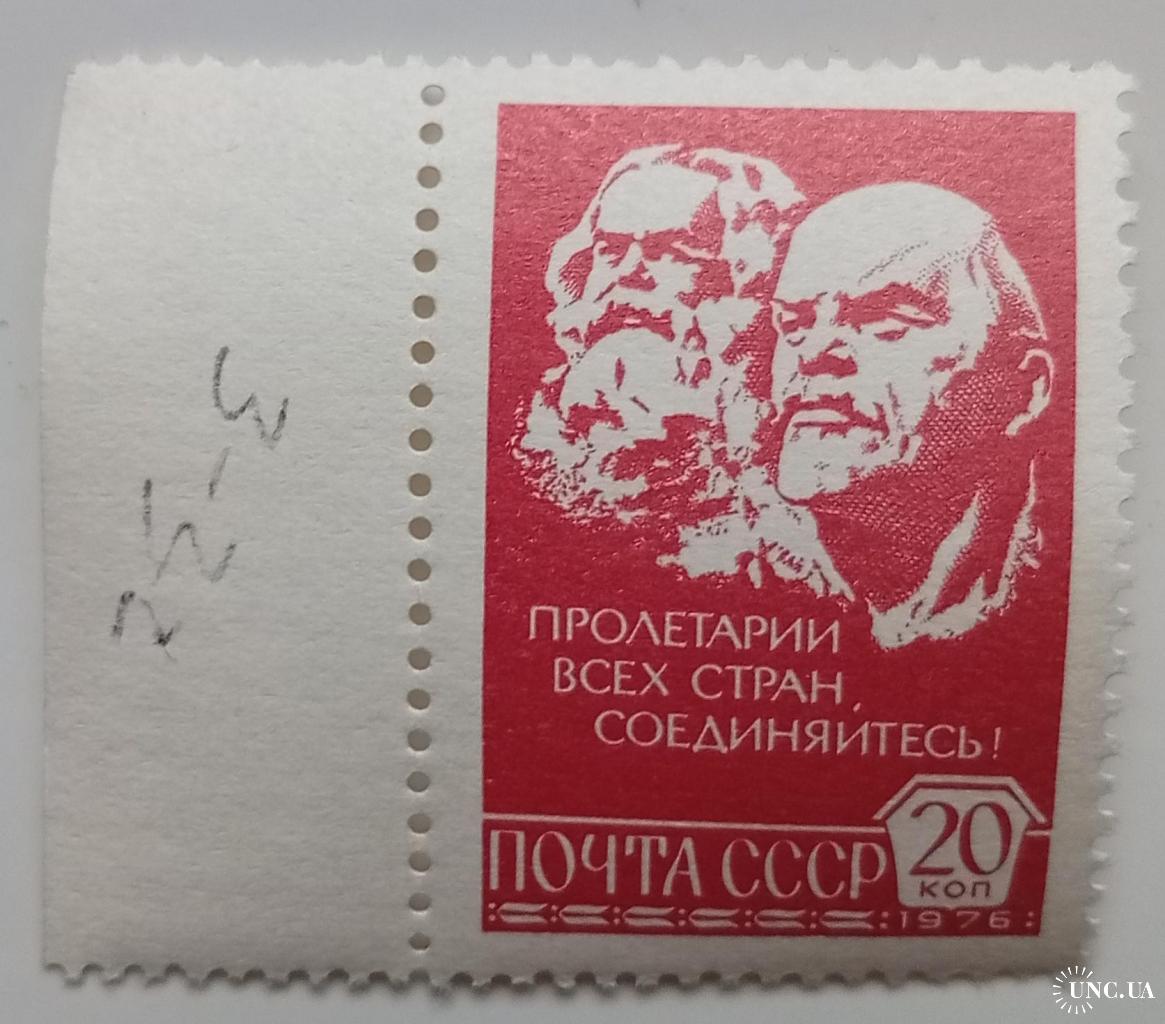 ПРОЛЕТАРИИ
ВСЕХ СТРАН,
СОЕДИНЯЙТЕСЬ!
ПОЧТА СССР
20
КОП
1976
UNC.UA